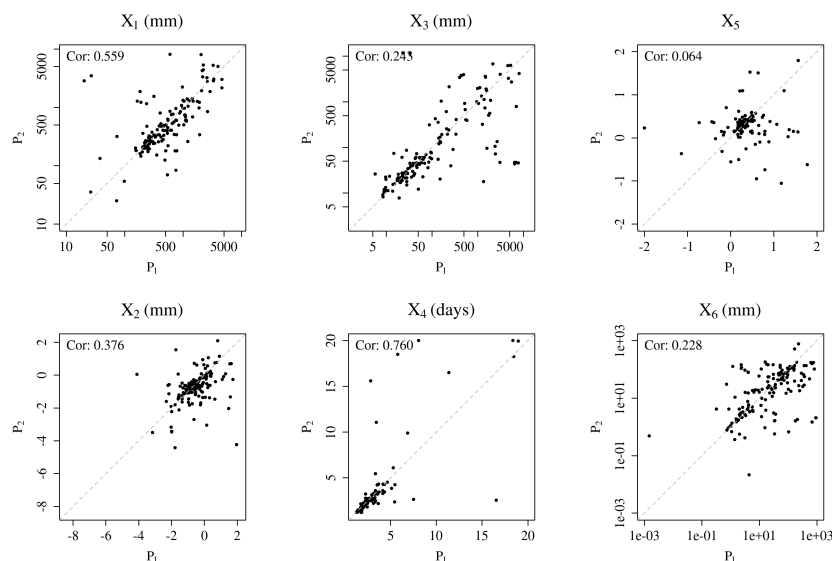 X1 (mm)
Cor: 0.559
5000
500
50
10
P2
10 50 500 5000
P1
X3 (mm)
Cor: 0.243
5000
500
50
5
P2
5 50 500 5000
P1
X5
Cor: 0.064
2
1
0
-1
-2
P2
-2 -1 0 1 2
P1
X2 (mm)
Cor: 0.376
2
0
-2
-4
-6
-8
P2
-8 -6 -4 -2 0 2
P1
X4 (days)
Cor: 0.760
20
15
10
5
P2
5 10 15 20
P1
X6 (mm)
Cor: 0.228
1e+03
1e+01
1e-01
1e-03
P2
1e-03 1e-01 1e+01 1e+03
P1